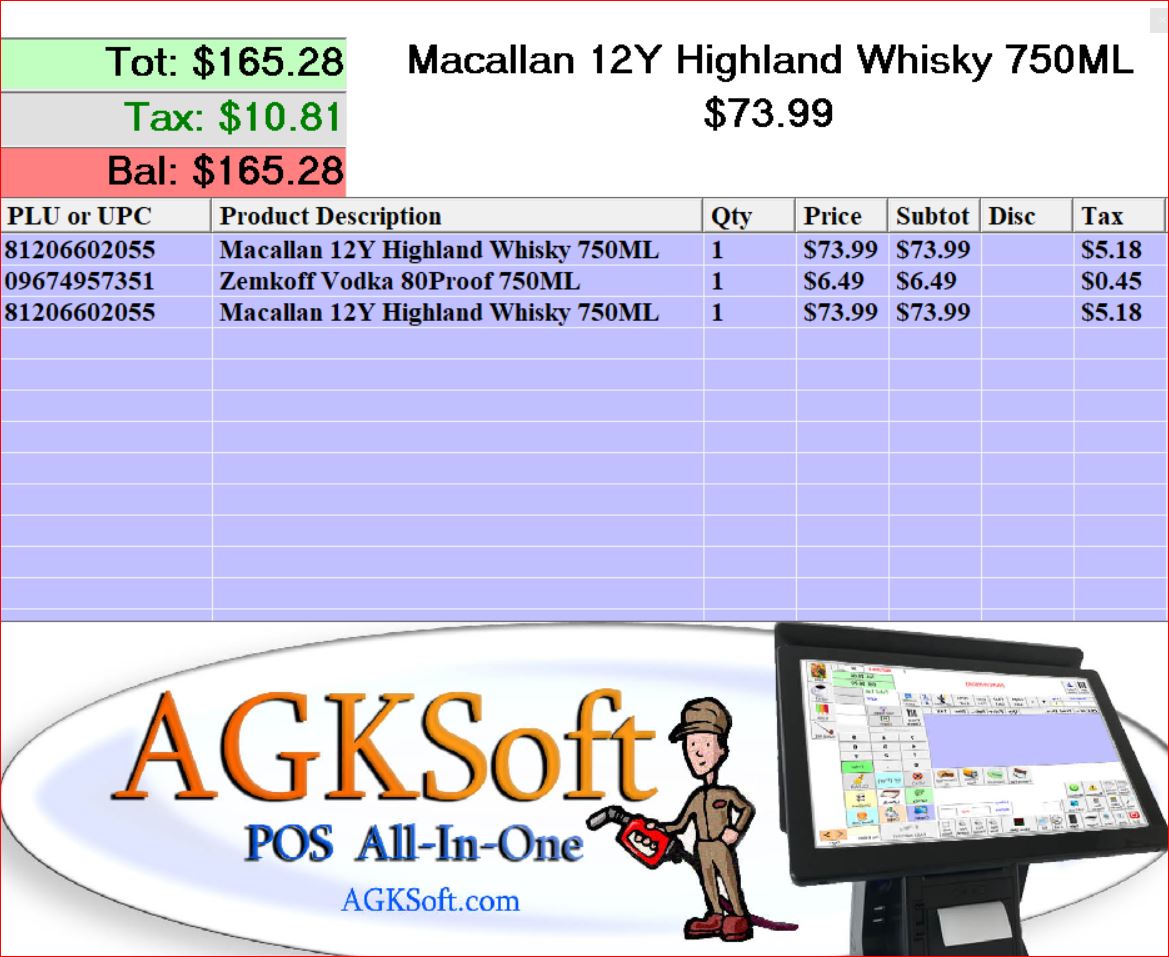 Tot: $165.28
Tax: $10.81
Bal: $165.28
Macallan 12Y Highland Whisky 750ML
$73.99
PLU or UPC Product Description Qty Price Subtot Disc Tax
81206602055 Macallan 12Y Highland Whisky 750ML 1 $73.99 $73.99 $5.18
09674957351 Zemkoff Vodka 80Proof 750ML 1 $6.49 $6.49 $0.45
81206602055 Macallan 12Y Highland Whisky 750ML 1 $73.99 $73.99 $5.18
AGKSoft
POS All-In-One
AGKSoft.com